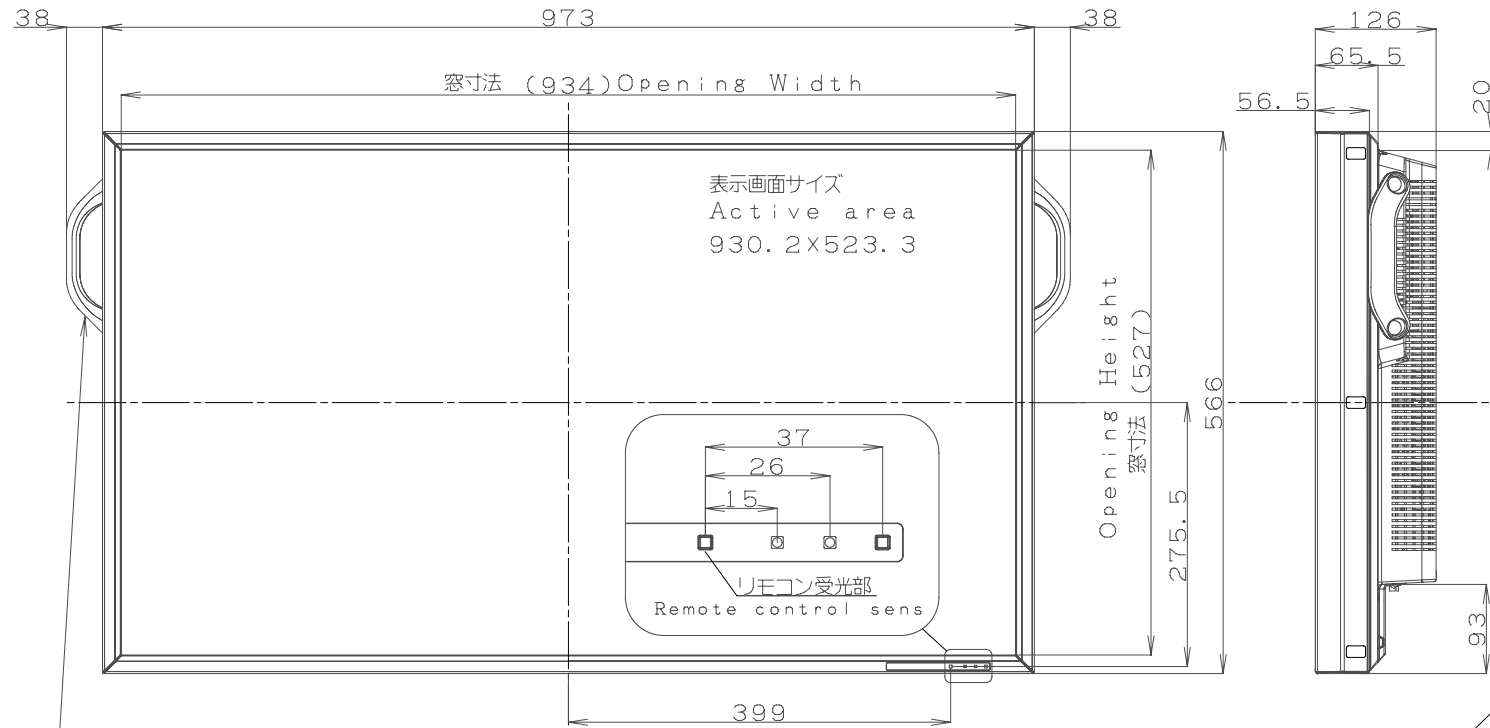 38
973
38
126
65.5
窓寸法 (934)Opening Width
56.5
20
表示画面サイズ
Active area
930.2×523.3
Opening Height
窓寸法 (527)
566
37
26
15
275.5
リモコン受光部
Remote control sens
93
399